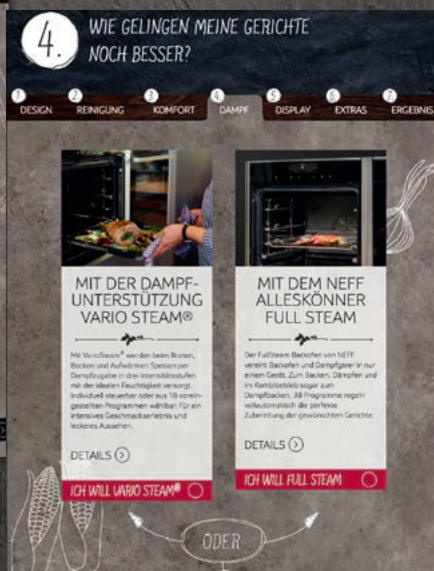 4.
WIE GELINGEN MEINE GERICHTE
NOCH BESSER?
1 2 3 4 5 6 7
DESIGN REINIGUNG KOMFORT DAMPF DISPLAY EXTRAS ERGEBNIS
MIT DER DAMPF-
UNTERSTÜTZUNG
VARIO STEAM®
Mit VarioSteam® werden beim Braten,
Backen und Aufwärmen Speisen per
Dampfzugabe in drei Intensitätsstufen
mit der idealen Feuchtigkeit versorgt.
Individuell steuerbar oder aus 18 vorein-
gestellten Programmen wählbar. Für ein
intensives Geschmackserlebnis und
leckeres Aussehen.
DETAILS
ICH WILL VARIO STEAM®
MIT DEM NEFF
ALLESKÖNNER
FULL STEAM
Der FullSteam Backofen von NEFF
vereint Backofen und Dampfgarer in nur
einem Gerät. Zum Backen, Dämpfen und
im Kombibetrieb sogar zum
Dampfbacken. 38 Programme regeln
vollautomatisch die perfekte
Zubereitung der gewünschten Gerichte.
DETAILS
ICH WILL FULL STEAM
ODER